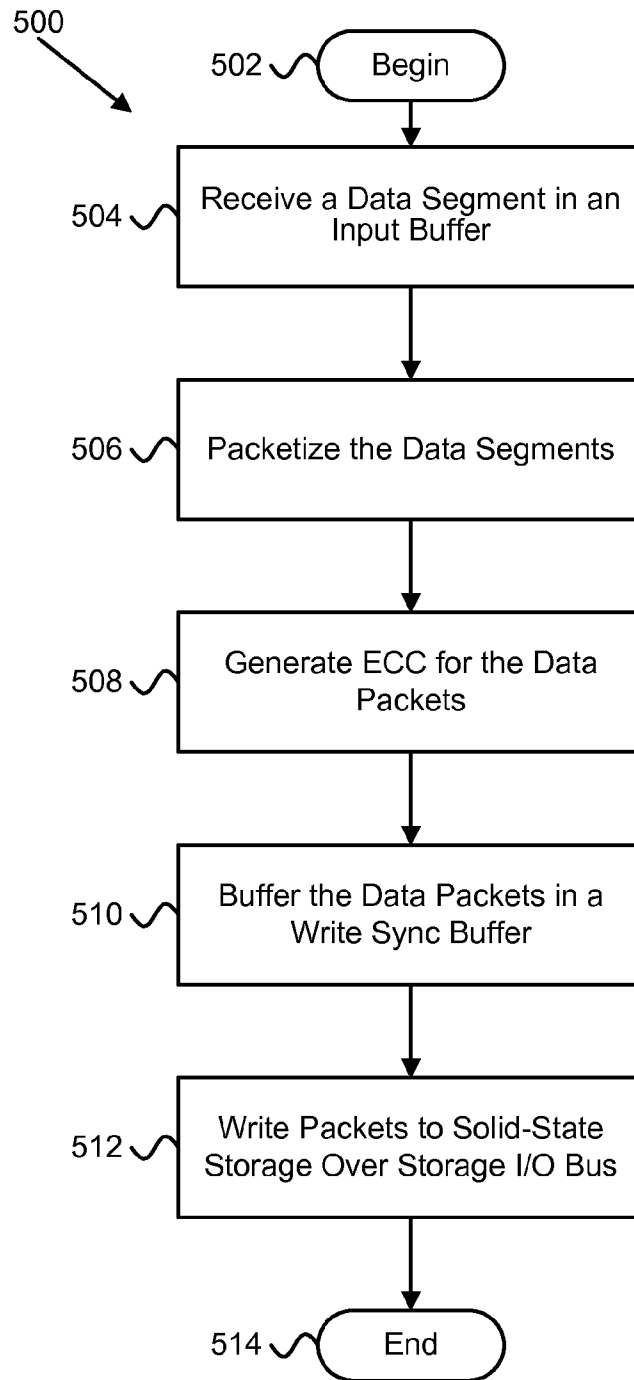 500
502
Begin
504
Receive a Data Segment in an
Input Buffer
506
Packetize the Data Segments
508
Generate ECC for the Data
Packets
510
Buffer the Data Packets in a
Write Sync Buffer
512
Write Packets to Solid-State
Storage Over Storage I/O Bus
514
End